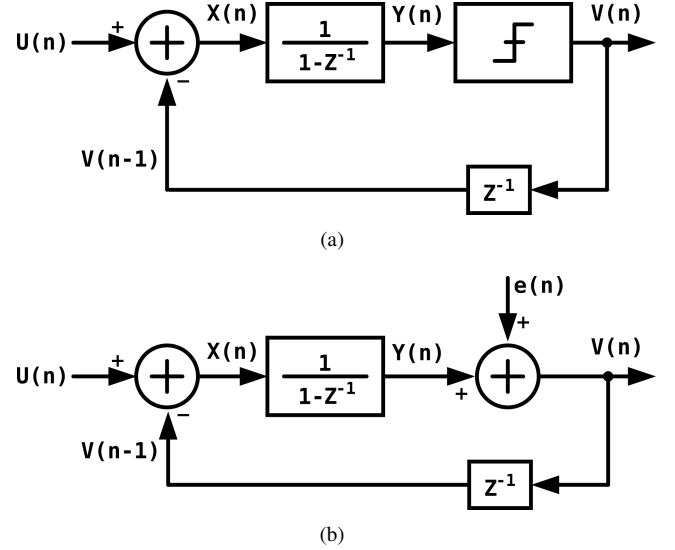 X(n) Y(n) V(n)
U(n) + 1
1-Z⁻¹
−
V(n-1)
Z⁻¹
(a)
e(n)
+
X(n) Y(n) V(n)
U(n) + 1
1-Z⁻¹ +
−
V(n-1)
Z⁻¹
(b)